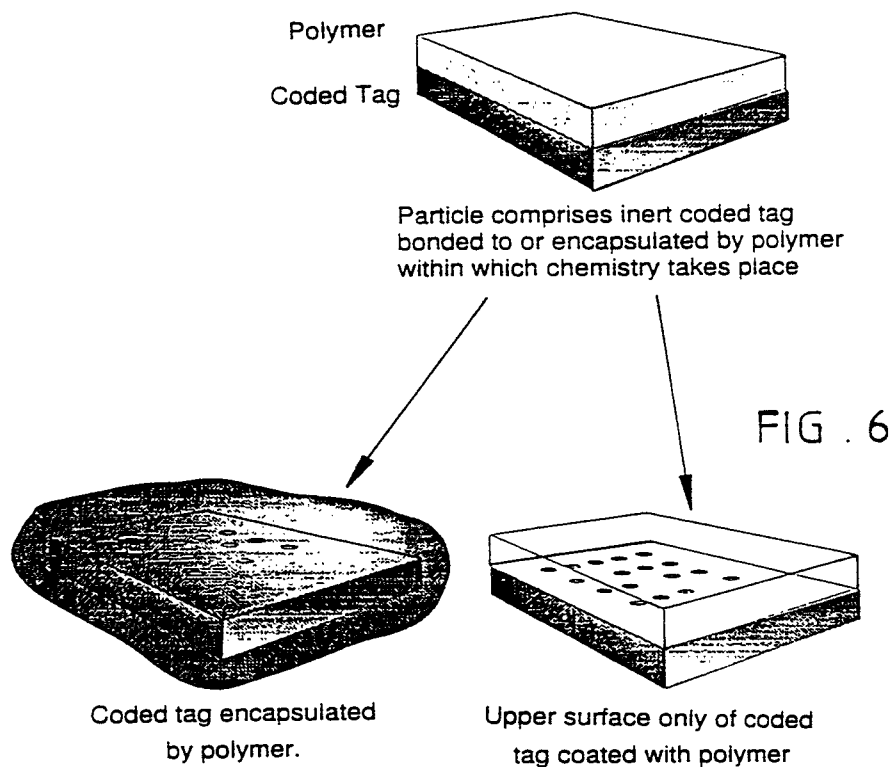 Polymer
Coded Tag
Particle comprises inert coded tag
bonded to or encapsulated by polymer
within which chemistry takes place
FIG . 6
Coded tag encapsulated
by polymer.
Upper surface only of coded
tag coated with polymer